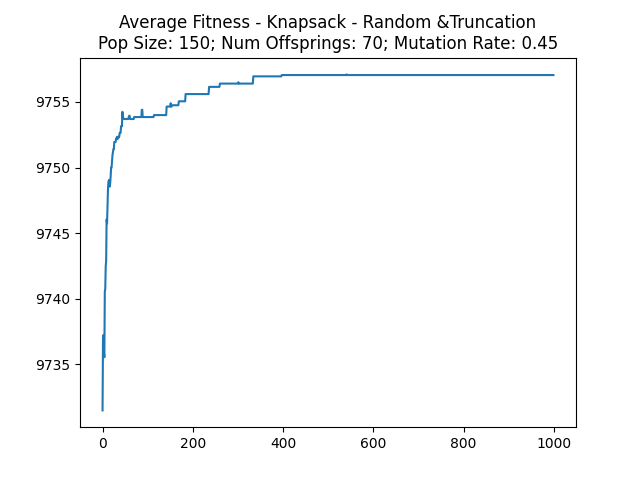 Average Fitness - Knapsack - Random &Truncation
Pop Size: 150; Num Offsprings: 70; Mutation Rate: 0.45
9755
9750
9745
9740
9735
0 200 400 600 800 1000